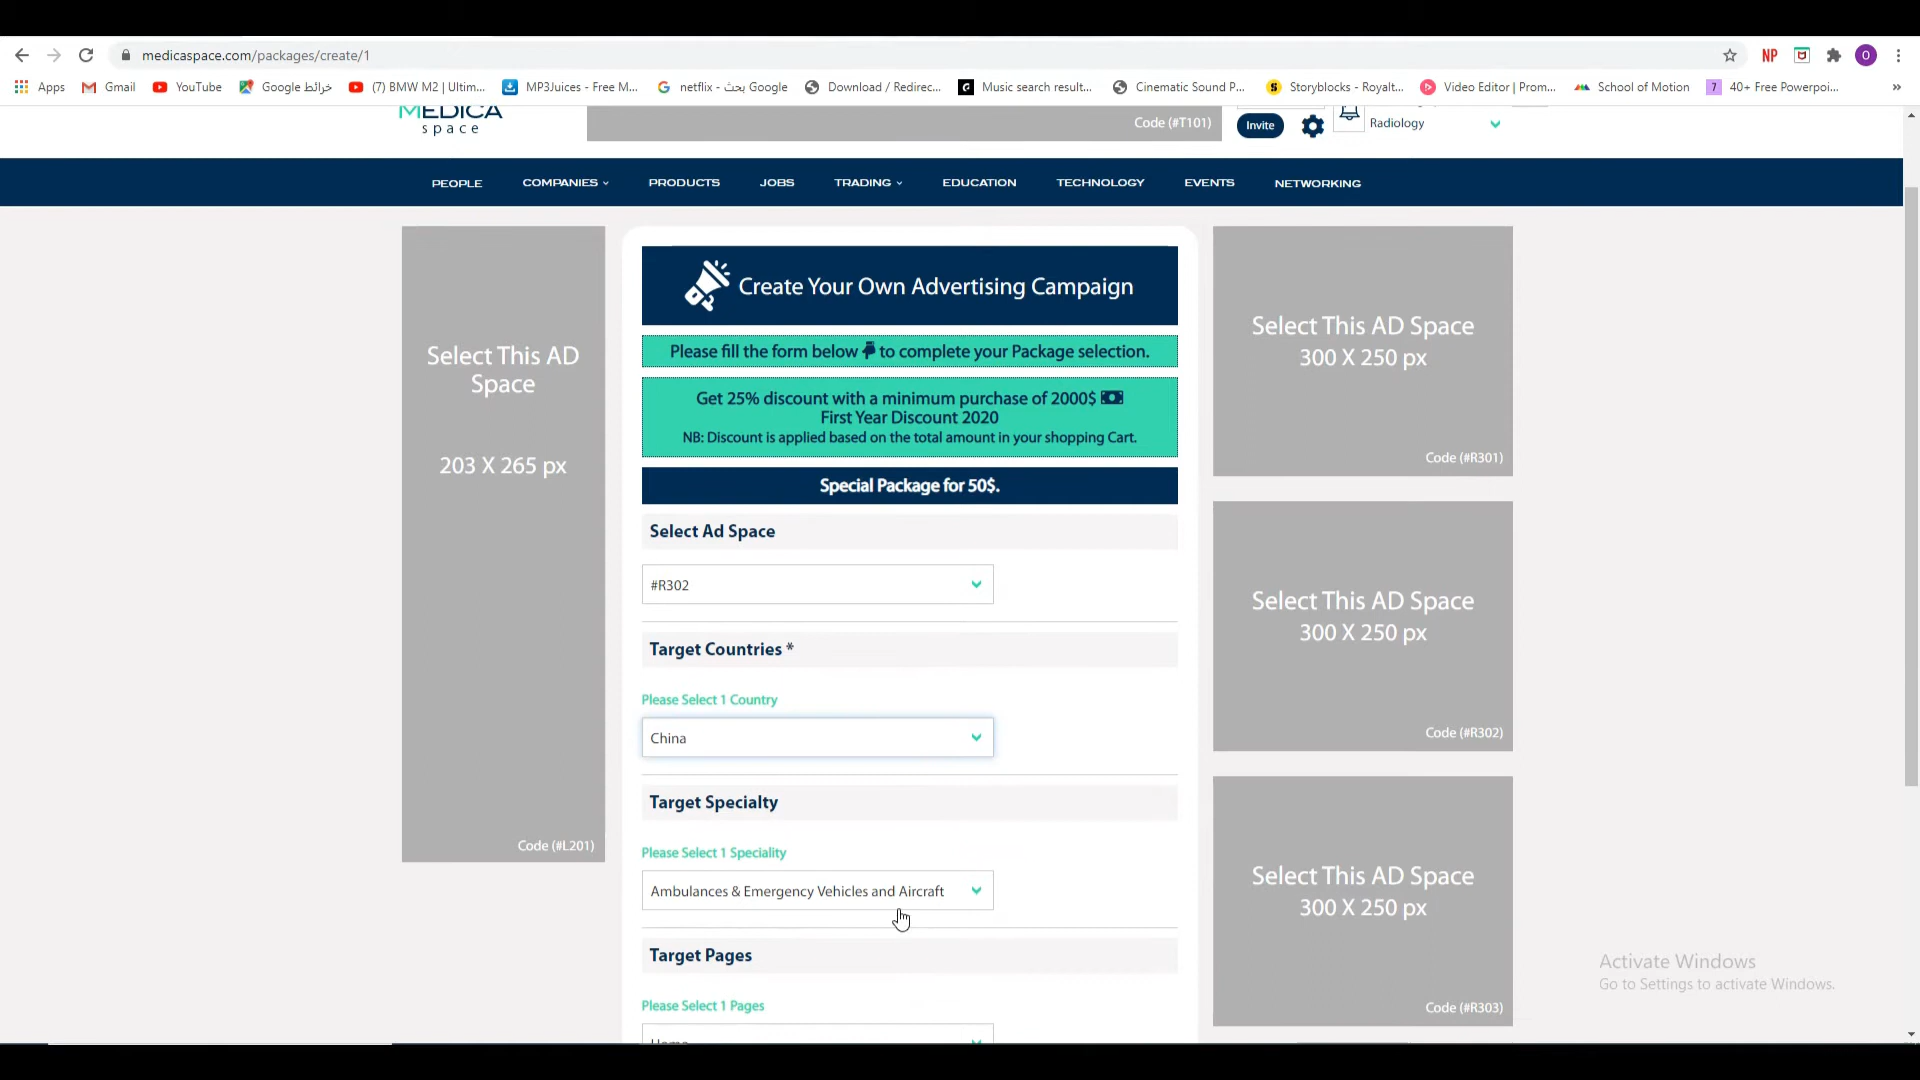 medicaspace.com/packages/create/1
NP
O
Apps
Gmail
YouTube
خرائط Google
(7) BMW M2 | Ultim...
MP3Juices - Free M...
netflix - بحث Google
Download / Redirec...
Music search result...
Cinematic Sound P...
Storyblocks - Royalt...
Video Editor | Prom...
School of Motion
7 40+ Free Powerpoi...
MEDICA
space
Code (#T101)
Invite
Radiology
PEOPLE
COMPANIES
PRODUCTS
JOBS
TRADING
EDUCATION
TECHNOLOGY
EVENTS
NETWORKING
Select This AD
Space
203 X 265 px
Code (#L201)
Create Your Own Advertising Campaign
Please fill the form below to complete your Package selection.
Get 25% discount with a minimum purchase of 2000$
First Year Discount 2020
NB: Discount is applied based on the total amount in your shopping Cart.
Special Package for 50$.
Select Ad Space
#R302
Target Countries *
Please Select 1 Country
China
Target Specialty
Please Select 1 Speciality
Ambulances & Emergency Vehicles and Aircraft
Target Pages
Please Select 1 Pages
Home
Select This AD Space
300 X 250 px
Code (#R301)
Select This AD Space
300 X 250 px
Code (#R302)
Select This AD Space
300 X 250 px
Code (#R303)
Activate Windows
Go to Settings to activate Windows.